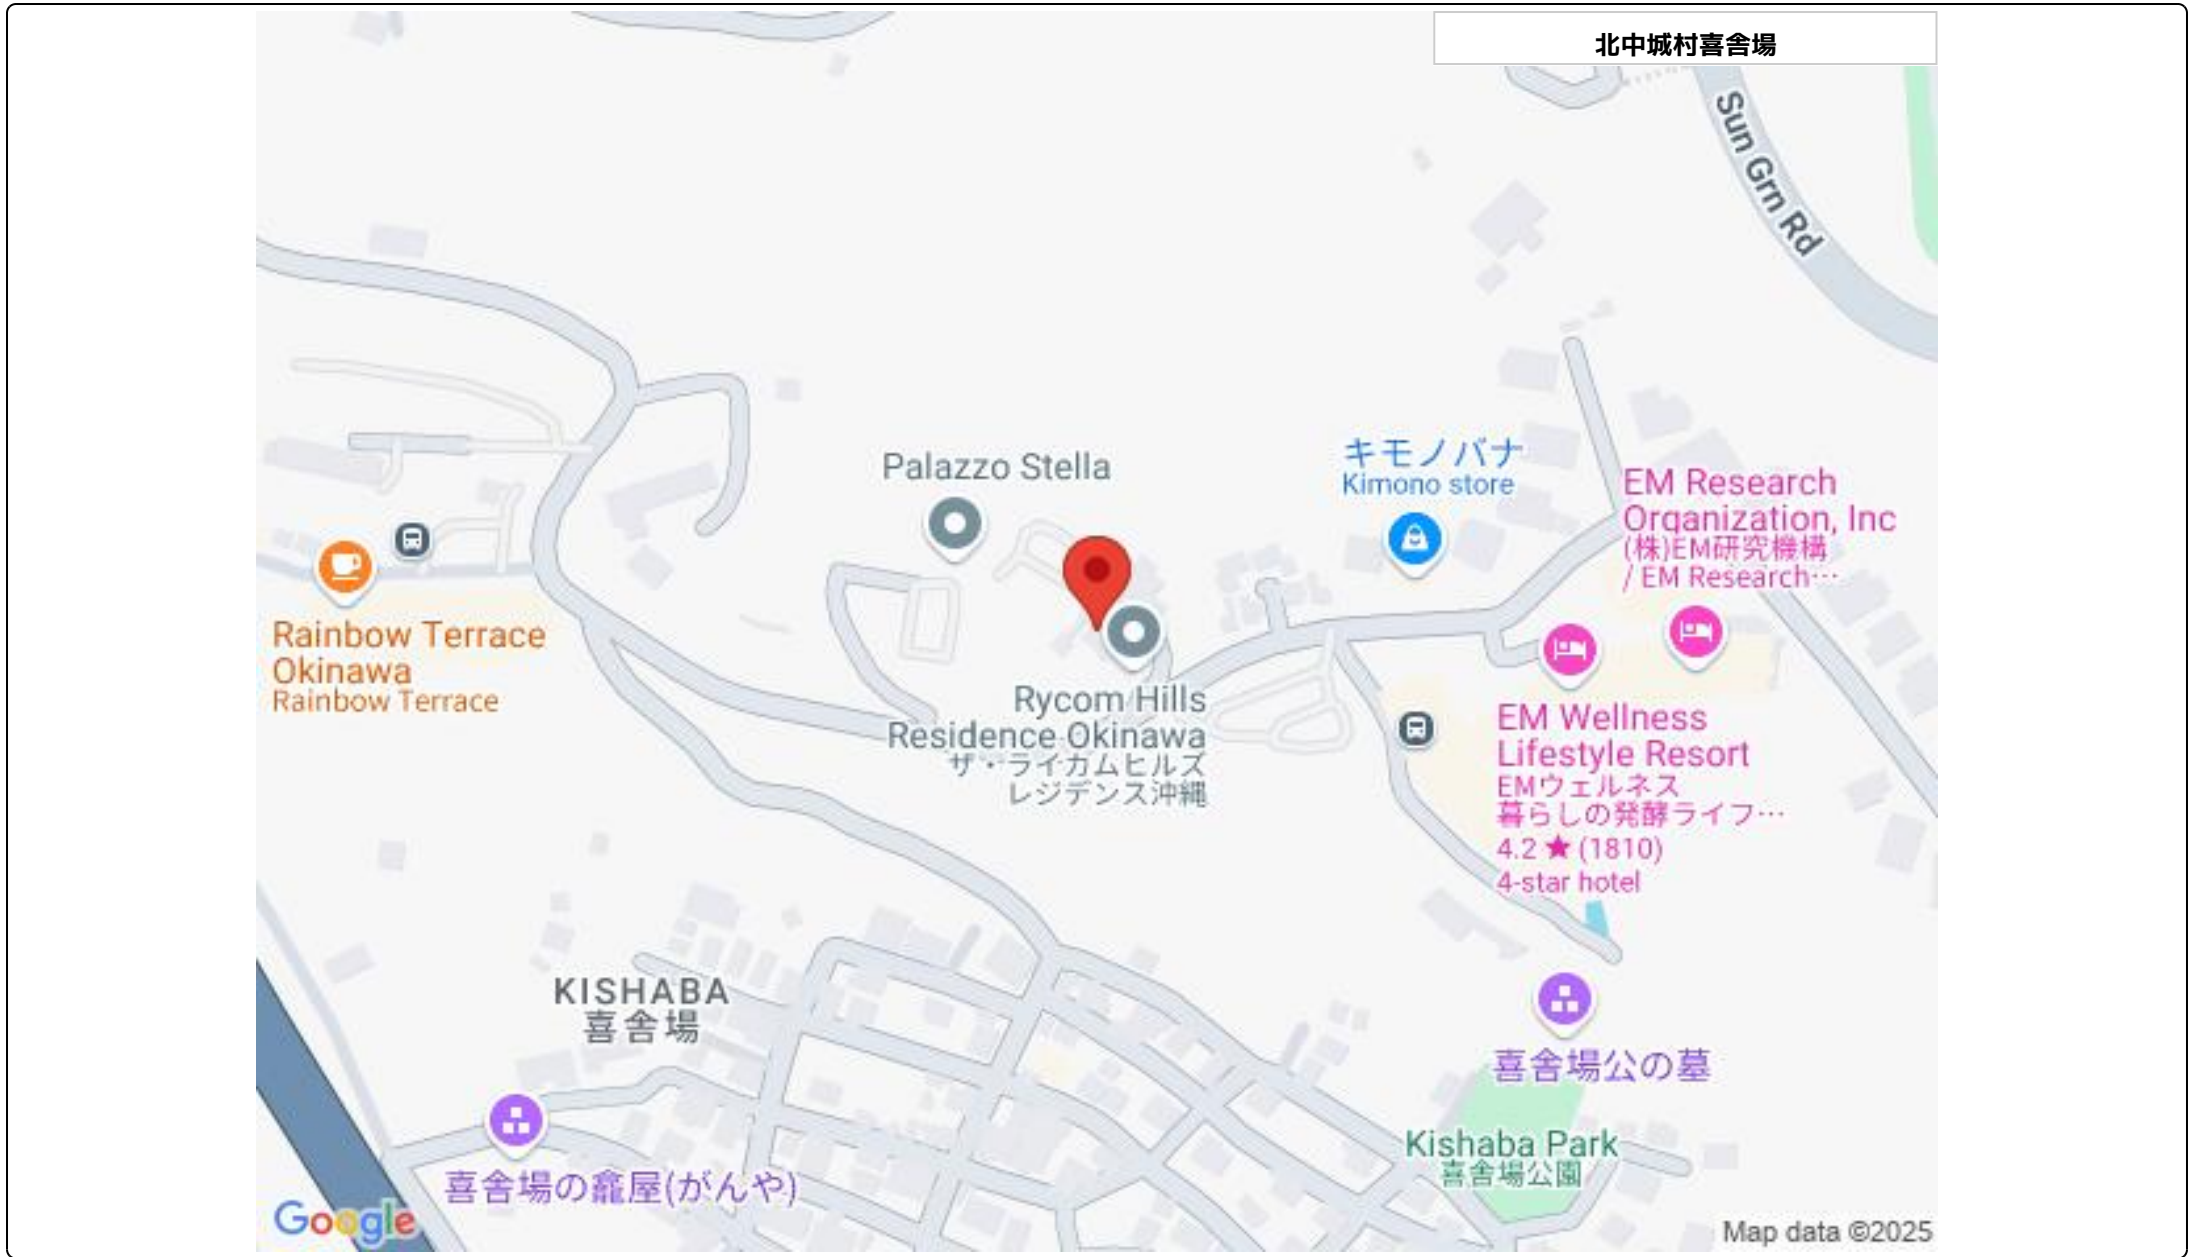 北中城村喜舎場
Sun Grn Rd
Palazzo Stella
キモノバナ
Kimono store
EM Research
Organization, Inc
(株)EM研究機構
/ EM Research…
Rainbow Terrace
Okinawa
Rainbow Terrace
Rycom Hills
Residence Okinawa
ザ・ライカムヒルズ
レジデンス沖縄
EM Wellness
Lifestyle Resort
EMウェルネス
暮らしの発酵ライフ…
4.2 ★ (1810)
4-star hotel
KISHABA
喜舎場
喜舎場公の墓
Kishaba Park
喜舎場公園
喜舎場の龕屋(がんや)
Google
Map data ©2025